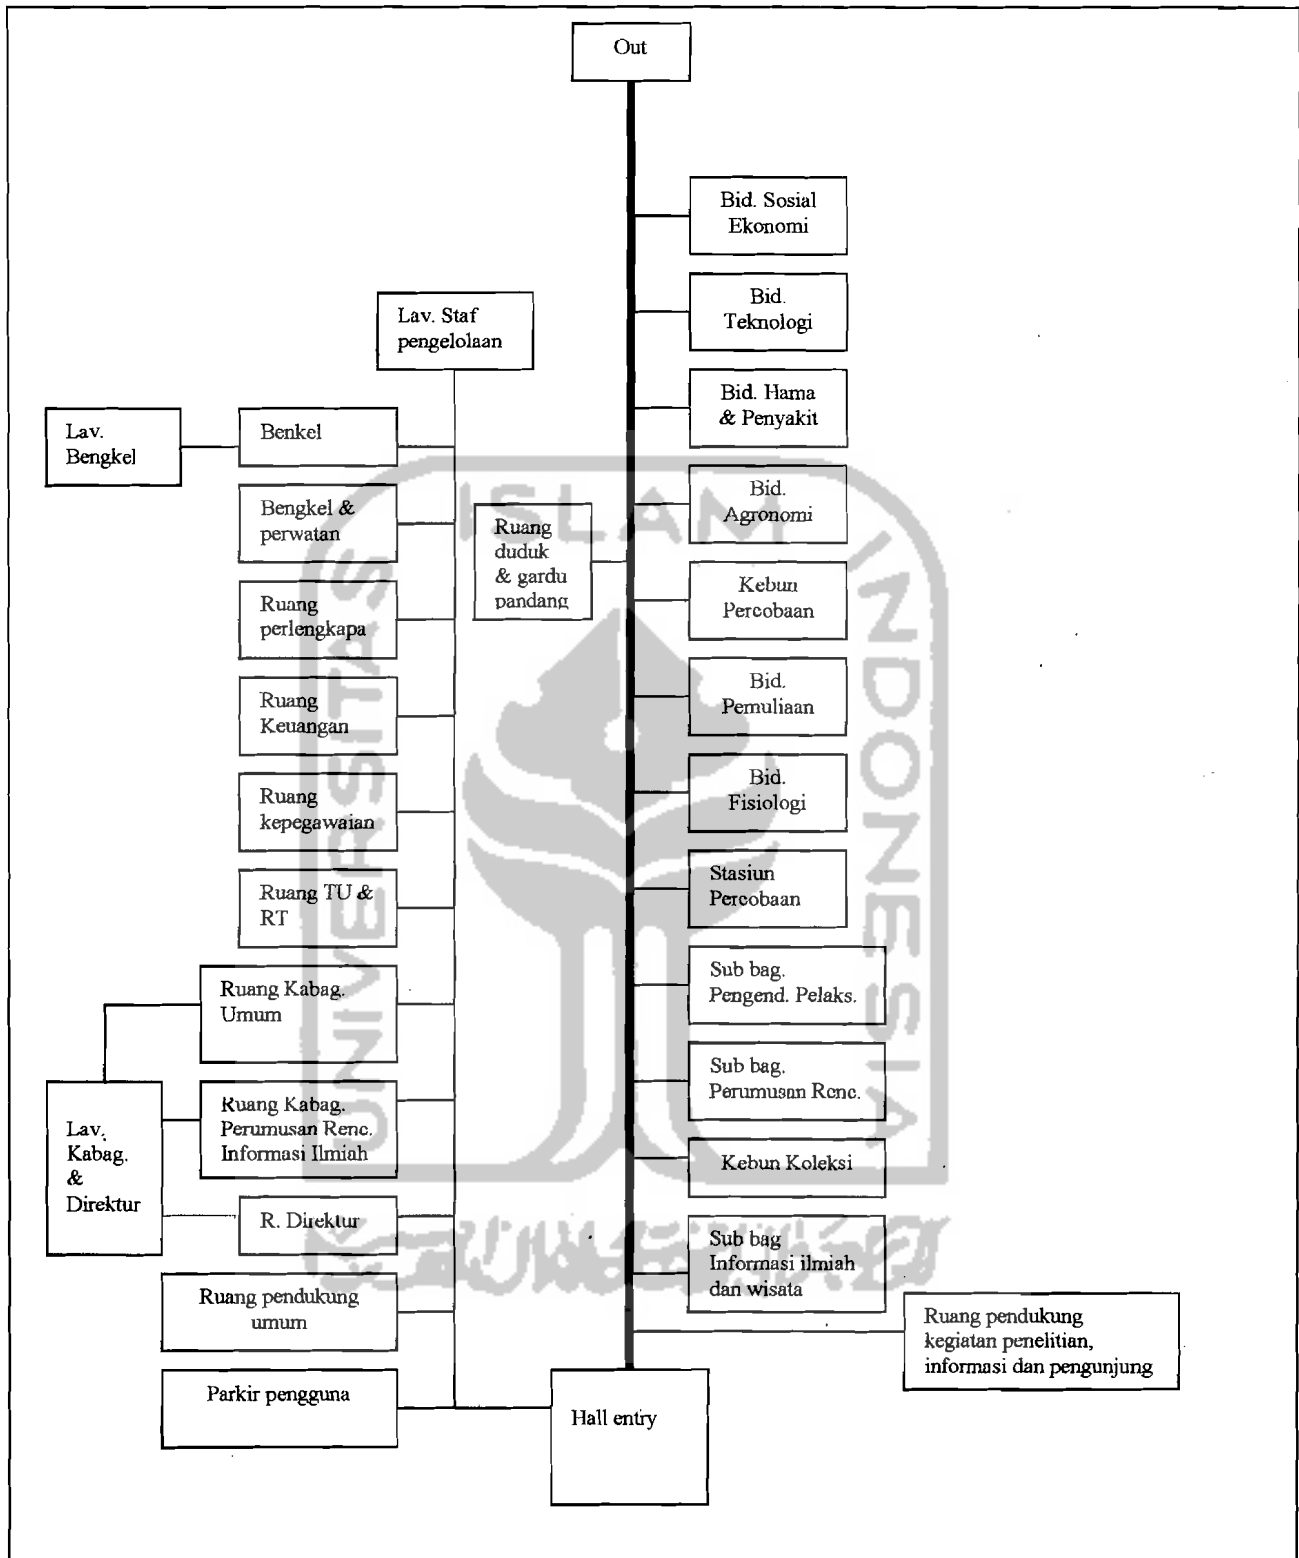 Out
Bid. Sosial
Ekonomi
Bid.
Teknologi
Bid. Hama
& Penyakit
Bid.
Agronomi
Kebun
Percobaan
Bid.
Pemuliaan
Bid.
Fisiologi
Stasiun
Percobaan
Sub bag.
Pengend. Pelaks.
Sub bag.
Perumusan Renc.
Kebun Koleksi
Sub bag
Informasi ilmiah
dan wisata
Ruang pendukung
kegiatan penelitian,
informasi dan pengunjung
Ruang
duduk
& gardu
pandang
Lav. Staf
pengelolaan
Lav.
Bengkel
Benkel
Bengkel &
perwatan
Ruang
perlengkapa
Ruang
Keuangan
Ruang
kepegawaian
Ruang TU &
RT
Ruang Kabag.
Umum
Ruang Kabag.
Perumusan Renc.
Informasi Ilmiah
Lav.
Kabag.
&
Direktur
R. Direktur
Ruang pendukung
umum
Parkir pengguna
Hall entry
UNIVERSITAS
ISLAM
INDONESIA